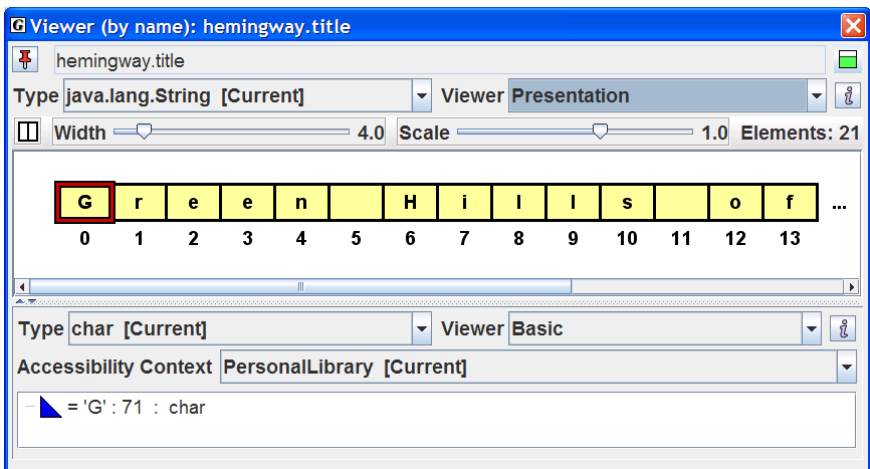 G Viewer (by name): hemingway.title
hemingway.title
Type java.lang.String [Current] Viewer Presentation i
Width 4.0 Scale 1.0 Elements: 21
G r e e n H i l l s o f ...
0 1 2 3 4 5 6 7 8 9 10 11 12 13
Type char [Current] Viewer Basic i
Accessibility Context PersonalLibrary [Current]
= 'G' : 71 : char